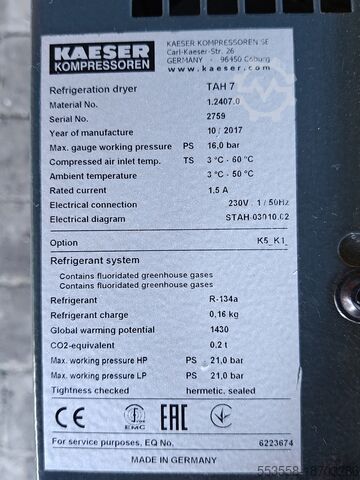 KAESER
KOMPRESSOREN
KAESER KOMPRESSOREN SE
Carl-Kaeser-Str. 26
GERMANY - 96450 Coburg
www.kaeser.com
Refrigeration dryer TAH 7
Material No. 1.2407.0
Serial No. 2759
Year of manufacture 10/2017
Max. gauge working pressure PS 16,0 bar
Compressed air inlet temp. TS 3 °C - 60 °C
Ambient temperature 3 °C - 50 °C
Rated current 1.5 A
Electrical connection 230V 1 / 50Hz
Electrical diagram STAH-03010.02
Option K5_K1_
Refrigerant system
Contains fluoridated greenhouse gases
Contains fluoridated greenhouse gases
Refrigerant R-134a
Refrigerant charge 0,16 kg
Global warming potential 1430
CO2-equivalent 0,2 t
Max. working pressure HP PS 21,0 bar
Max. working pressure LP PS 21,0 bar
Tightness checked hermetic, sealed
CE EMC EAC
For service purposes, EQ No. 6223674
MADE IN GERMANY